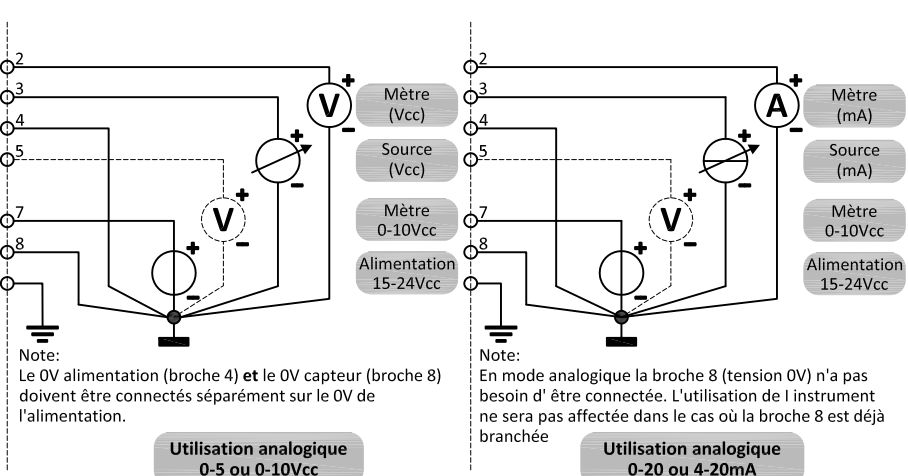 2
3
4
5
7
8
V
+
-
+
-
V
+
-
+
-
Mètre
(Vcc)
Source
(Vcc)
Mètre
0-10Vcc
Alimentation
15-24Vcc
Note:
Le 0V alimentation (broche 4) et le 0V capteur (broche 8)
doivent être connectés séparément sur le 0V de
l'alimentation.
Utilisation analogique
0-5 ou 0-10Vcc
2
3
4
5
7
8
A
+
-
+
-
V
+
-
+
-
Mètre
(mA)
Source
(mA)
Mètre
0-10Vcc
Alimentation
15-24Vcc
Note:
En mode analogique la broche 8 (tension 0V) n'a pas
besoin d' être connectée. L'utilisation de l instrument
ne sera pas affectée dans le cas où la broche 8 est déjà
branchée
Utilisation analogique
0-20 ou 4-20mA